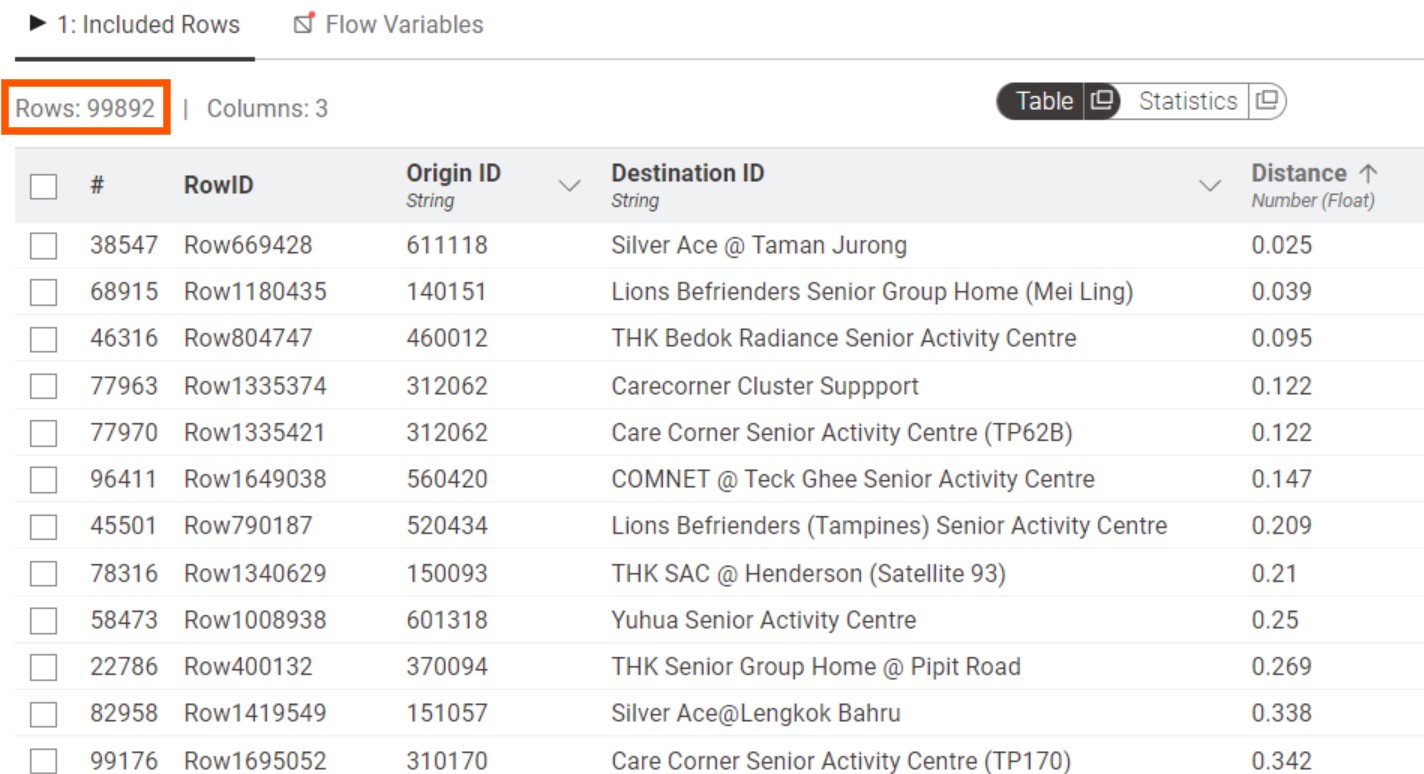 1: Included Rows Flow Variables
Rows: 99892 | Columns: 3 Table Statistics
# RowID Origin ID Destination ID Distance
String String Number (Float)
38547 Row669428 611118 Silver Ace @ Taman Jurong 0.025
68915 Row1180435 140151 Lions Befrienders Senior Group Home (Mei Ling) 0.039
46316 Row804747 460012 THK Bedok Radiance Senior Activity Centre 0.095
77963 Row1335374 312062 Carecorner Cluster Suppport 0.122
77970 Row1335421 312062 Care Corner Senior Activity Centre (TP62B) 0.122
96411 Row1649038 560420 COMNET @ Teck Ghee Senior Activity Centre 0.147
45501 Row790187 520434 Lions Befrienders (Tampines) Senior Activity Centre 0.209
78316 Row1340629 150093 THK SAC @ Henderson (Satellite 93) 0.21
58473 Row1008938 601318 Yuhua Senior Activity Centre 0.25
22786 Row400132 370094 THK Senior Group Home @ Pipit Road 0.269
82958 Row1419549 151057 Silver Ace@Lengkok Bahru 0.338
99176 Row1695052 310170 Care Corner Senior Activity Centre (TP170) 0.342